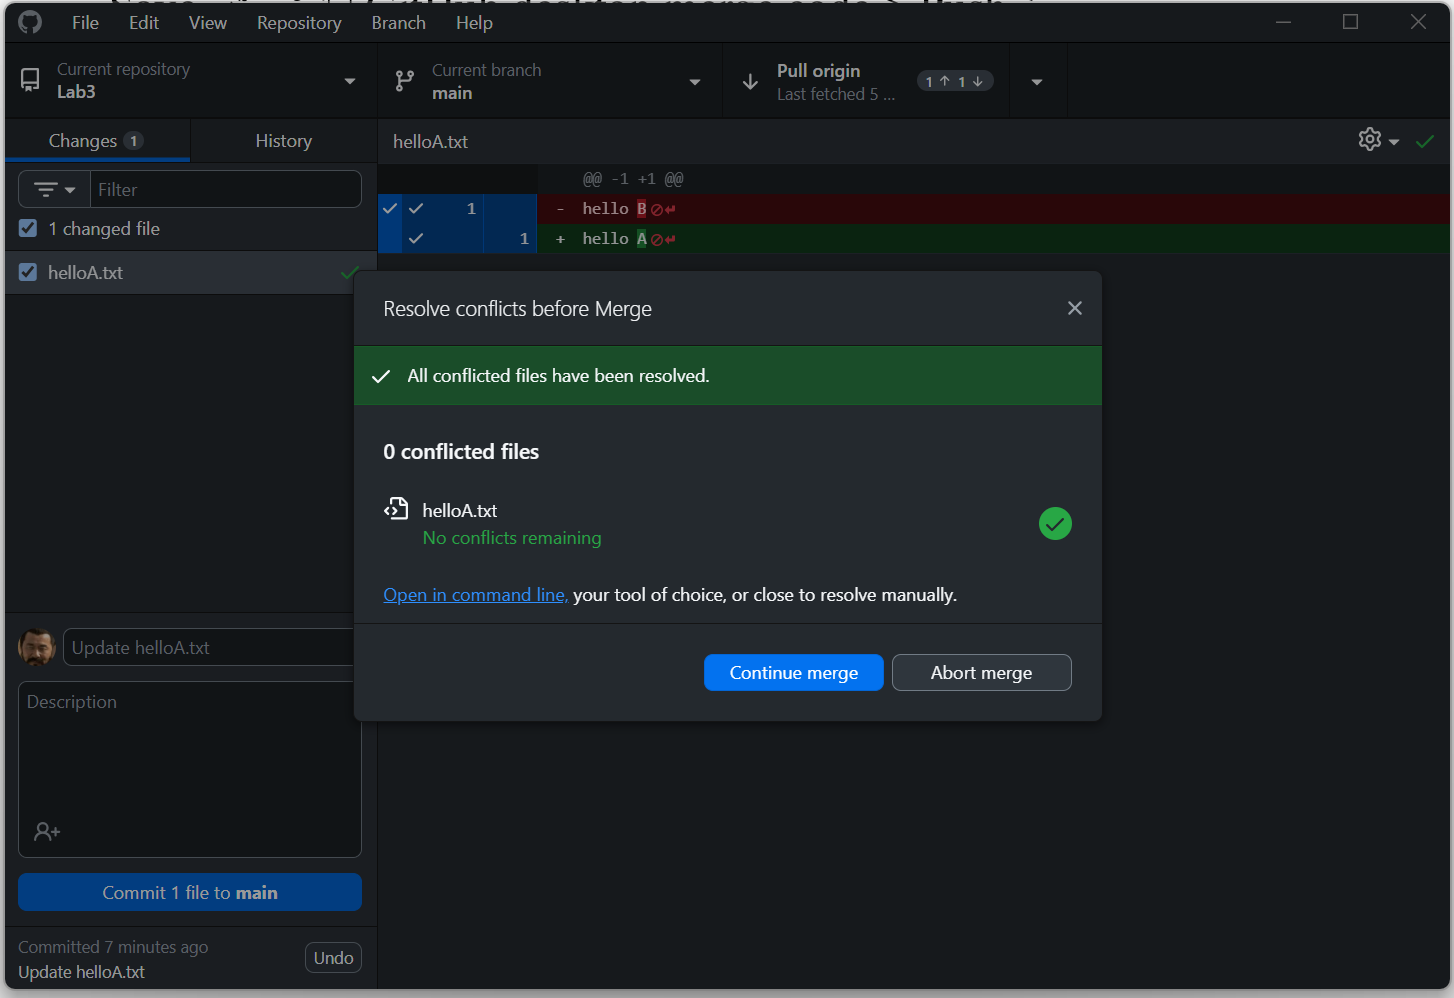 File Edit View Repository Branch Help
Current repository
Lab3
Current branch
main
Pull origin
Last fetched 5 ...
1 ↑ 1 ↓
Changes 1
History
helloA.txt
Filter
1 changed file
helloA.txt
@@ -1 +1 @@
1 - hello B
1 + hello A
Resolve conflicts before Merge
All conflicted files have been resolved.
0 conflicted files
helloA.txt
No conflicts remaining
Open in command line, your tool of choice, or close to resolve manually.
Continue merge
Abort merge
Update helloA.txt
Description
Commit 1 file to main
Committed 7 minutes ago
Update helloA.txt
Undo